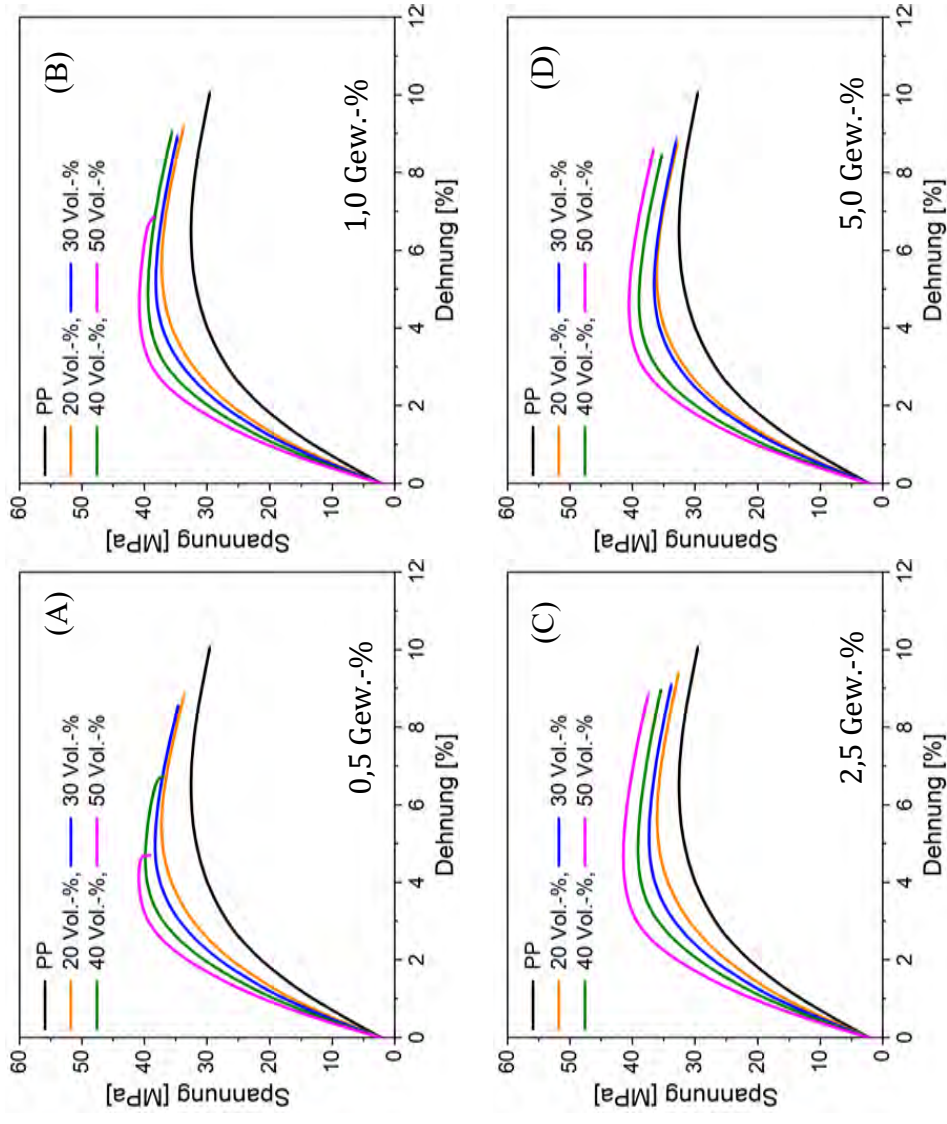 (A)
PP
20 Vol.-%, 30 Vol.-%
40 Vol.-%, 50 Vol.-%
0,5 Gew.-%
Spannung [MPa]
60
50
40
30
20
10
0
0 2 4 6 8 10 12
Dehnung [%]
(B)
PP
20 Vol.-%, 30 Vol.-%
40 Vol.-%, 50 Vol.-%
1,0 Gew.-%
Spannung [MPa]
60
50
40
30
20
10
0
0 2 4 6 8 10 12
Dehnung [%]
(C)
PP
20 Vol.-%, 30 Vol.-%
40 Vol.-%, 50 Vol.-%
2,5 Gew.-%
Spannung [MPa]
60
50
40
30
20
10
0
0 2 4 6 8 10 12
Dehnung [%]
(D)
PP
20 Vol.-%, 30 Vol.-%
40 Vol.-%, 50 Vol.-%
5,0 Gew.-%
Spannung [MPa]
60
50
40
30
20
10
0
0 2 4 6 8 10 12
Dehnung [%]